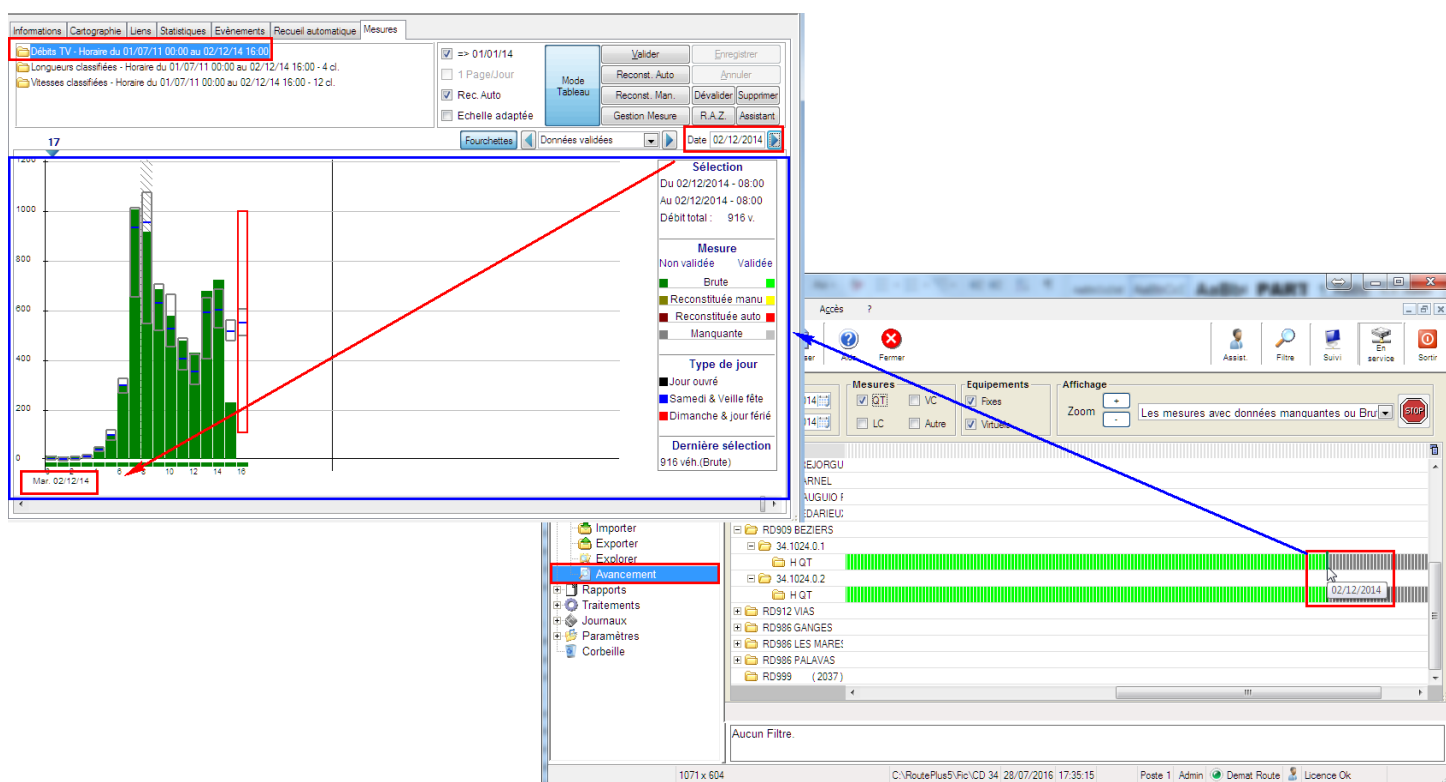 Informations Cartographie Liens Statistiques Evènements Recueil automatique Mesures
Débits TV - Horaire du 01/07/11 00:00 au 02/12/14 16:00
Longueurs classifiées - Horaire du 01/07/11 00:00 au 02/12/14 16:00 - 4 cl.
Vitesses classifiées - Horaire du 01/07/11 00:00 au 02/12/14 16:00 - 12 cl.
=> 01/01/14
1 Page/Jour
Rec. Auto
Echelle adaptée
Mode
Tableau
Valider Enregistrer
Reconst. Auto Annuler
Reconst. Man. Dévalider Supprimer
Gestion Mesure R.A.Z. Assistant
Fourchettes Données validées Date 02/12/2014
17
1200
1000
800
600
400
200
0
0 2 4 6 8 10 12 14 16
Mar. 02/12/14
Sélection
Du 02/12/2014 - 08:00
Au 02/12/2014 - 08:00
Débit total : 916 v.
Mesure
Non validée Validée
Brute
Reconstituée manu
Reconstituée auto
Manquante
Type de jour
Jour ouvré
Samedi & Veille fête
Dimanche & jour férié
Dernière sélection
916 véh.(Brute)
PART
Accès ?
Fermer
Assist. Filtre Suivi En service Sortir
Mesures
QT VC
LC Autre
Equipements
Fixes
Virtuels
Affichage
Zoom + -
Les mesures avec données manquantes ou Bru
STOP
Importer
Exporter
Explorer
Avancement
Rapports
Traitements
Journaux
Paramètres
Corbeille
RD909 BEZIERS
34.1024.0.1
H QT
34.1024.0.2
H QT
02/12/2014
RD912 VIAS
RD986 GANGES
RD986 LES MARES
RD986 PALAVAS
RD999 (2037)
Aucun Filtre.
1071 x 604 C:\RoutePlus5\Fic\CD 34 28/07/2016 17:35:15 Poste 1 Admin Demat Route Licence Ok